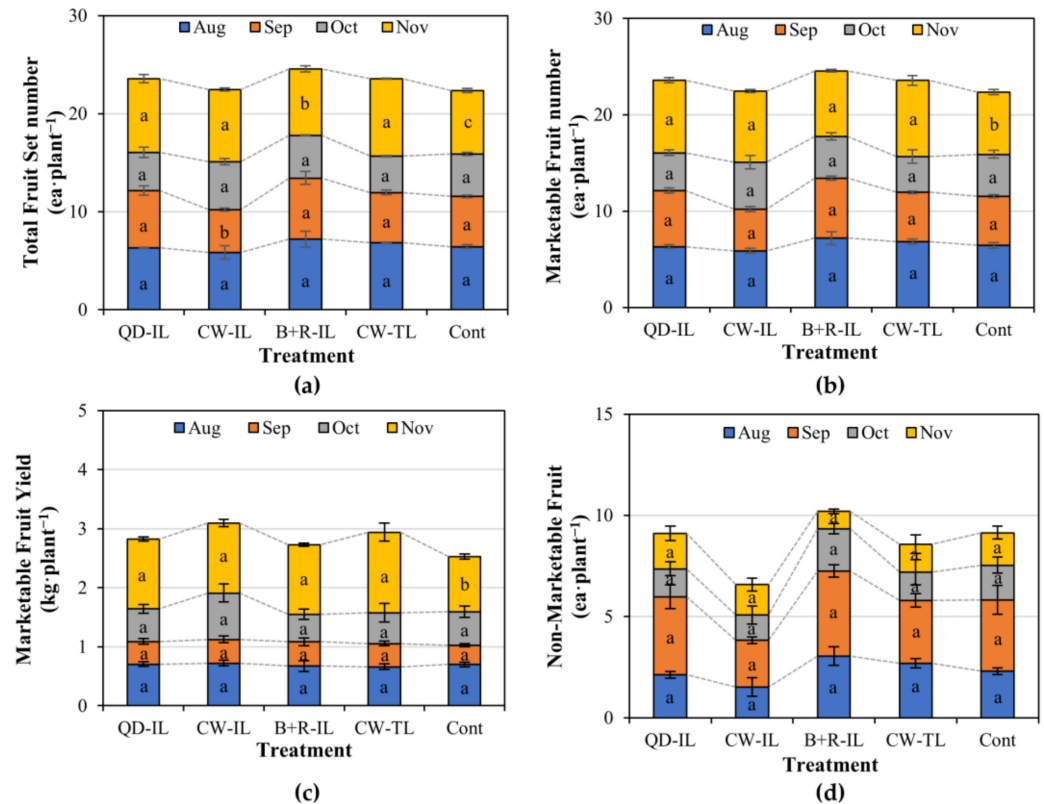 30
20
10
0
Aug Sep Oct Nov
a a b a c
a a a a a
a b a a a
a a a a a
QD-IL CW-IL B+R-IL CW-TL Cont
Treatment
Total Fruit Set number
(ea·plant⁻¹)
(a)
30
20
10
0
Aug Sep Oct Nov
a a a a b
a a a a a
a a a a a
a a a a a
QD-IL CW-IL B+R-IL CW-TL Cont
Treatment
Marketable Fruit number
(ea·plant⁻¹)
(b)
5
4
3
2
1
0
Aug Sep Oct Nov
a a a a b
a a a a a
a a a a a
a a a a a
QD-IL CW-IL B+R-IL CW-TL Cont
Treatment
Marketable Fruit Yield
(kg·plant⁻¹)
(c)
15
10
5
0
Aug Sep Oct Nov
a a a a a
a a a a a
a a a a a
a a a a a
QD-IL CW-IL B+R-IL CW-TL Cont
Treatment
Non-Marketable Fruit
(ea·plant⁻¹)
(d)